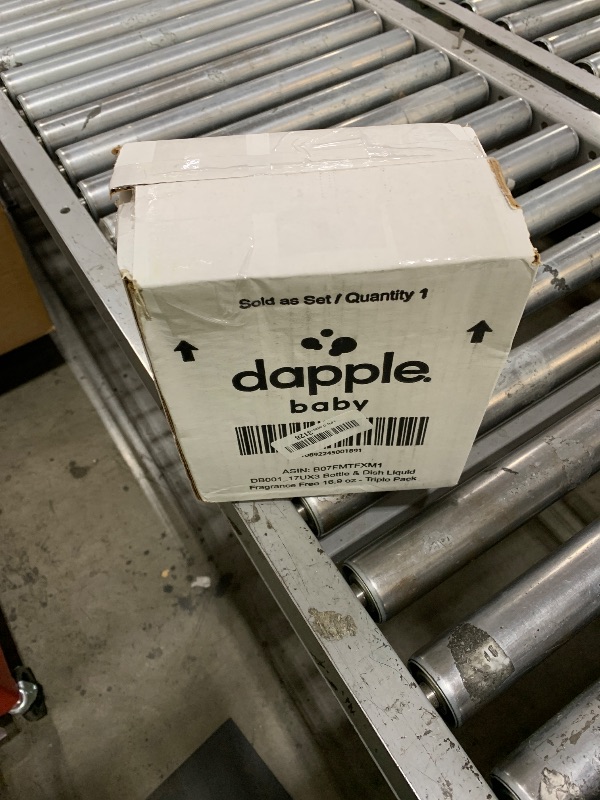 Sold as Set / Quantity 1
dapple.
baby
ASIN: B07FMTFXM1
DB001_17UX3 Bottle & Dish Liquid
Fragrance Free 16.9 oz - Triple Pack